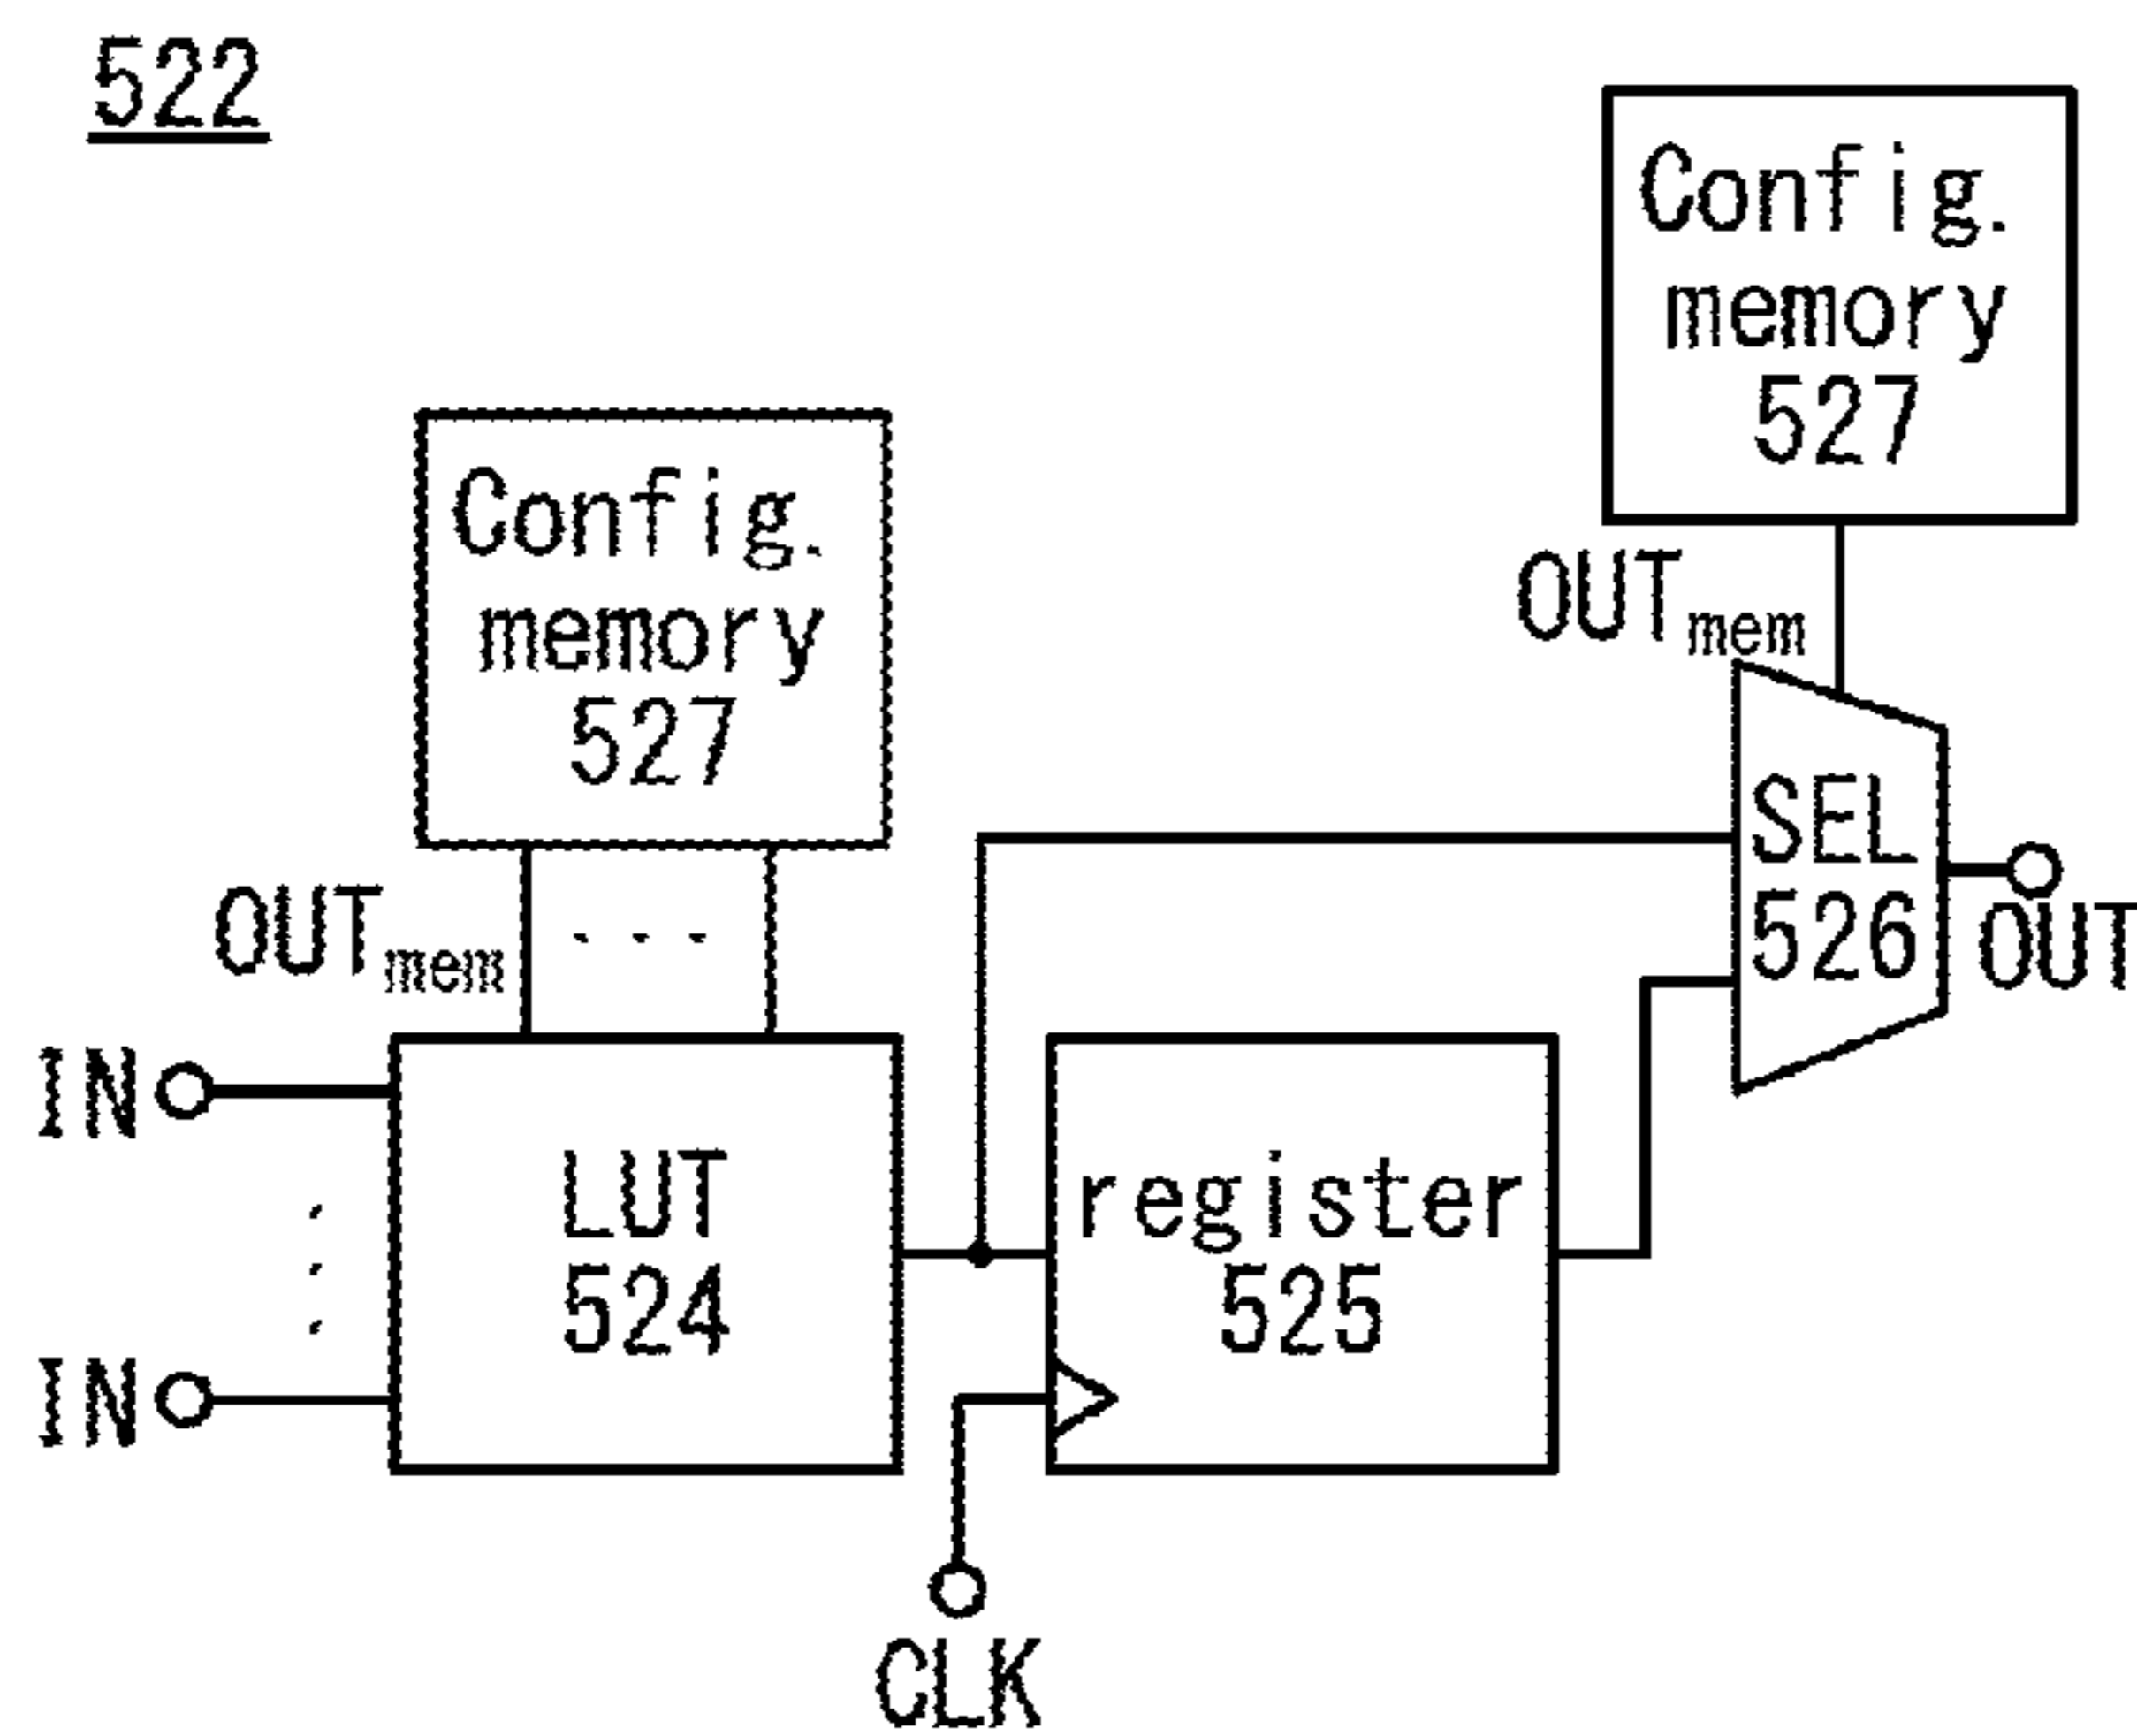 522
Config.
memory
527
OUTmem
Config.
memory
527
OUTmem
SEL
526
OUT
IN
IN
LUT
524
register
525
CLK